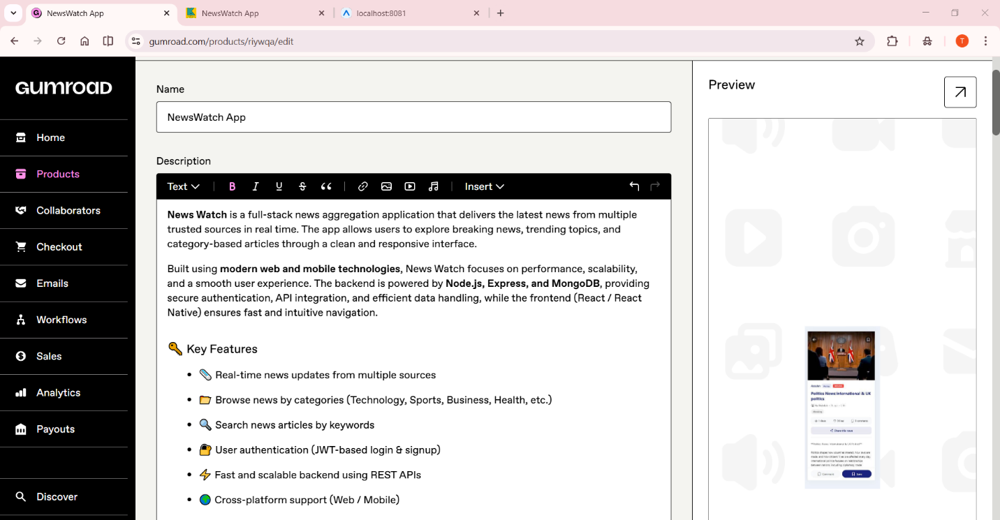 NewsWatch App
NewsWatch App
localhost:8081
gumroad.com/products/riywqa/edit
T
GUMROAD
Home
Products
Collaborators
Checkout
Emails
Workflows
Sales
Analytics
Payouts
Discover
Name
NewsWatch App
Description
Text
B I U S
Insert
News Watch is a full-stack news aggregation application that delivers the latest news from multiple
trusted sources in real time. The app allows users to explore breaking news, trending topics, and
category-based articles through a clean and responsive interface.
Built using modern web and mobile technologies, News Watch focuses on performance, scalability,
and a smooth user experience. The backend is powered by Node.js, Express, and MongoDB, providing
secure authentication, API integration, and efficient data handling, while the frontend (React / React
Native) ensures fast and intuitive navigation.
🔑 Key Features
• 📎 Real-time news updates from multiple sources
• 📂 Browse news by categories (Technology, Sports, Business, Health, etc.)
• 🔍 Search news articles by keywords
• 🔐 User authentication (JWT-based login & signup)
• ⚡ Fast and scalable backend using REST APIs
• 🌍 Cross-platform support (Web / Mobile)
Preview
Politics News: International & UK
politics
Share this news